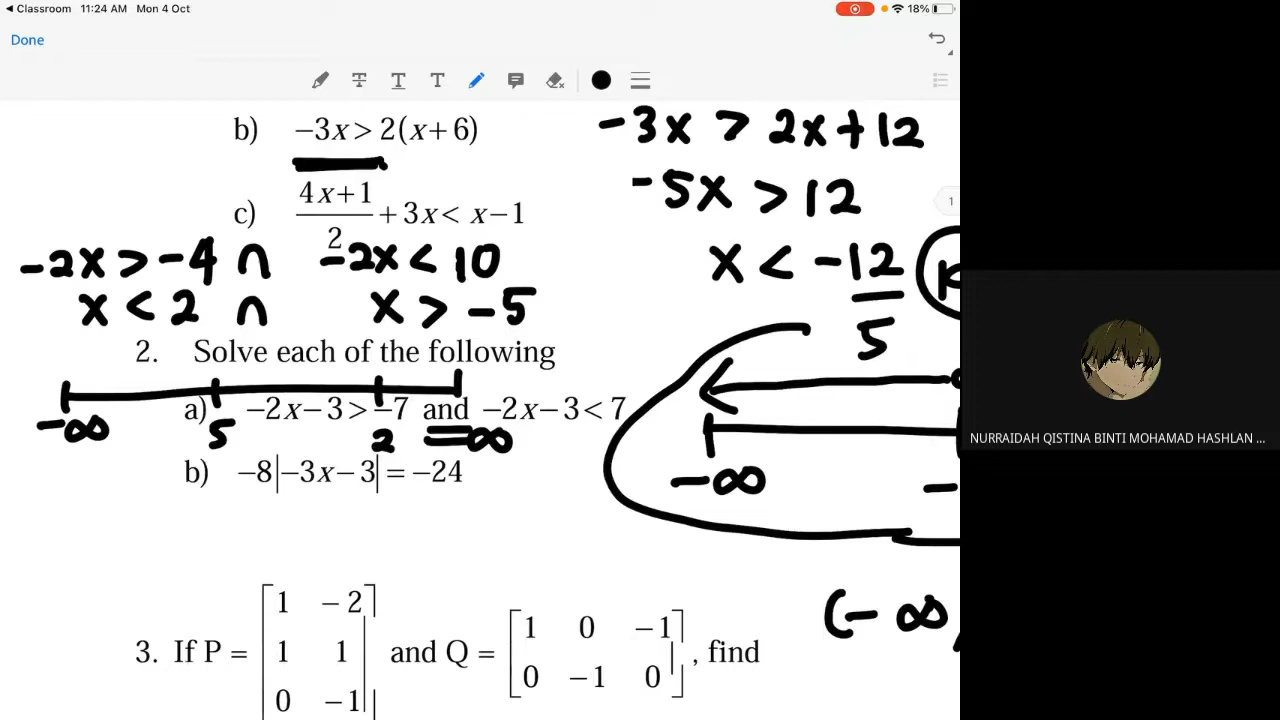 Classroom 11:24 AM Mon 4 Oct 18%
Done
b) −3x > 2(x+6)
-3x > 2x+12
-5x > 12
c) 4x+1
2
+ 3x < x−1
-2x > -4 ∩ -2x < 10
x < -12
5
x < 2 ∩ x > -5
1
2. Solve each of the following
a) −2x−3 > −7 and −2x−3 < 7
-∞ 5 2 ∞
b) −8|−3x−3| = −24
-∞ -
(-∞,
3. If P = [1 −2
1 1
0 −1] and Q = [1 0 −1
0 −1 0], find
NURRAIDAH QISTINA BINTI MOHAMAD HASHLAN ...